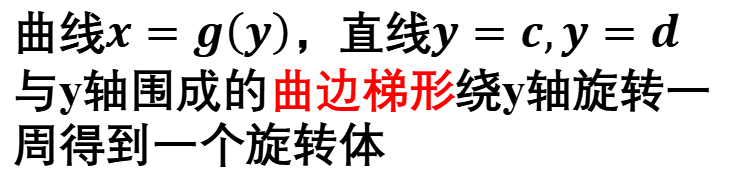 曲线x = g(y)，直线y = c, y = d
与y轴围成的曲边梯形绕y轴旋转一
周得到一个旋转体